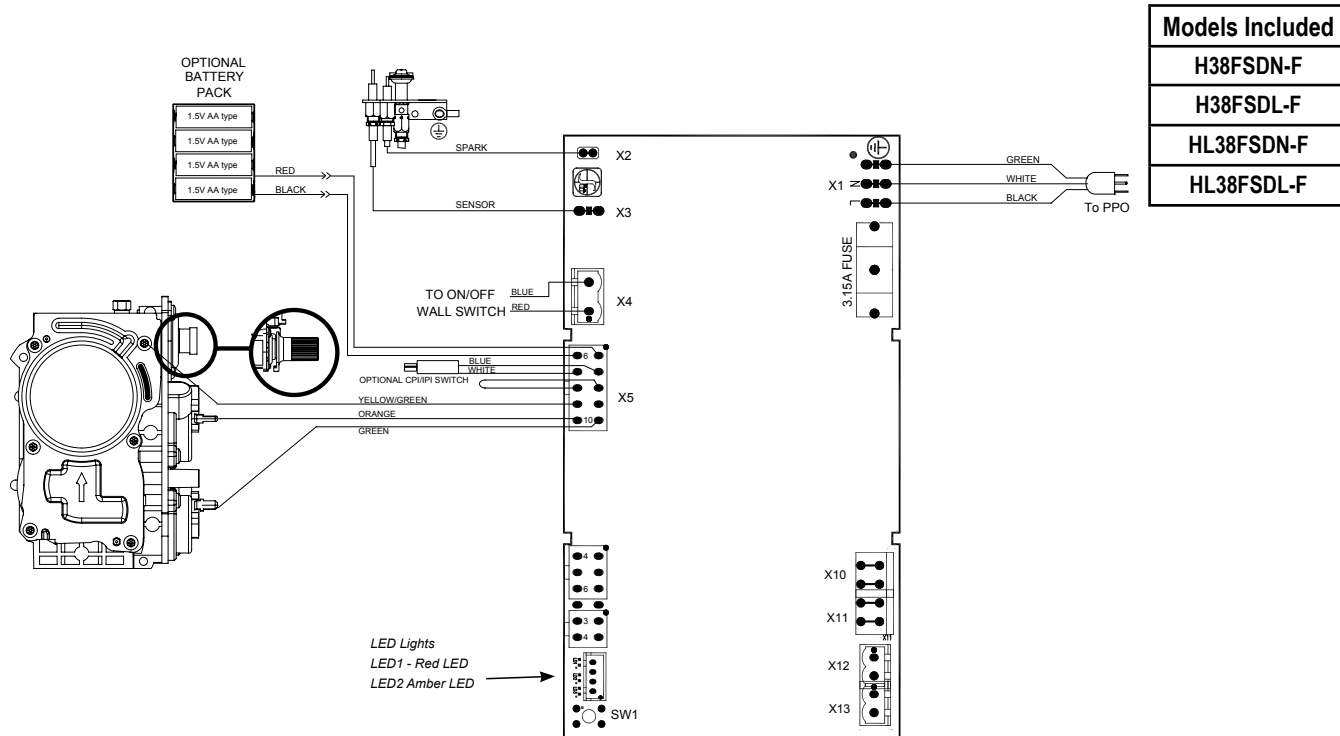 Models Included
H38FSDN-F
H38FSDL-F
HL38FSDN-F
HL38FSDL-F
OPTIONAL
BATTERY
PACK
1.5V AA type
1.5V AA type
1.5V AA type
1.5V AA type
RED
BLACK
SPARK
SENSOR
X2
X3
TO ON/OFF
WALL SWITCH
BLUE
RED
X4
6
BLUE
WHITE
OPTIONAL CPI/IPI SWITCH
X5
YELLOW/GREEN
ORANGE
10
GREEN
X1
N
L
GREEN
WHITE
BLACK
To PPO
3.15A FUSE
4
6
3
4
LED Lights
LED1 - Red LED
LED2 Amber LED
SW1
X10
X11
X11
X12
X13